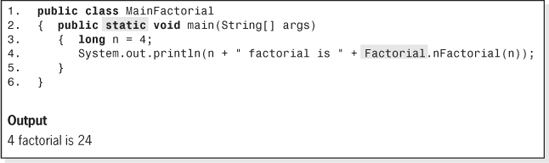 1. public class MainFactorial
2. { public static void main(String[] args)
3. { long n = 4;
4. System.out.println(n + " factorial is " + Factorial.nFactorial(n));
5. }
6. }
Output
4 factorial is 24